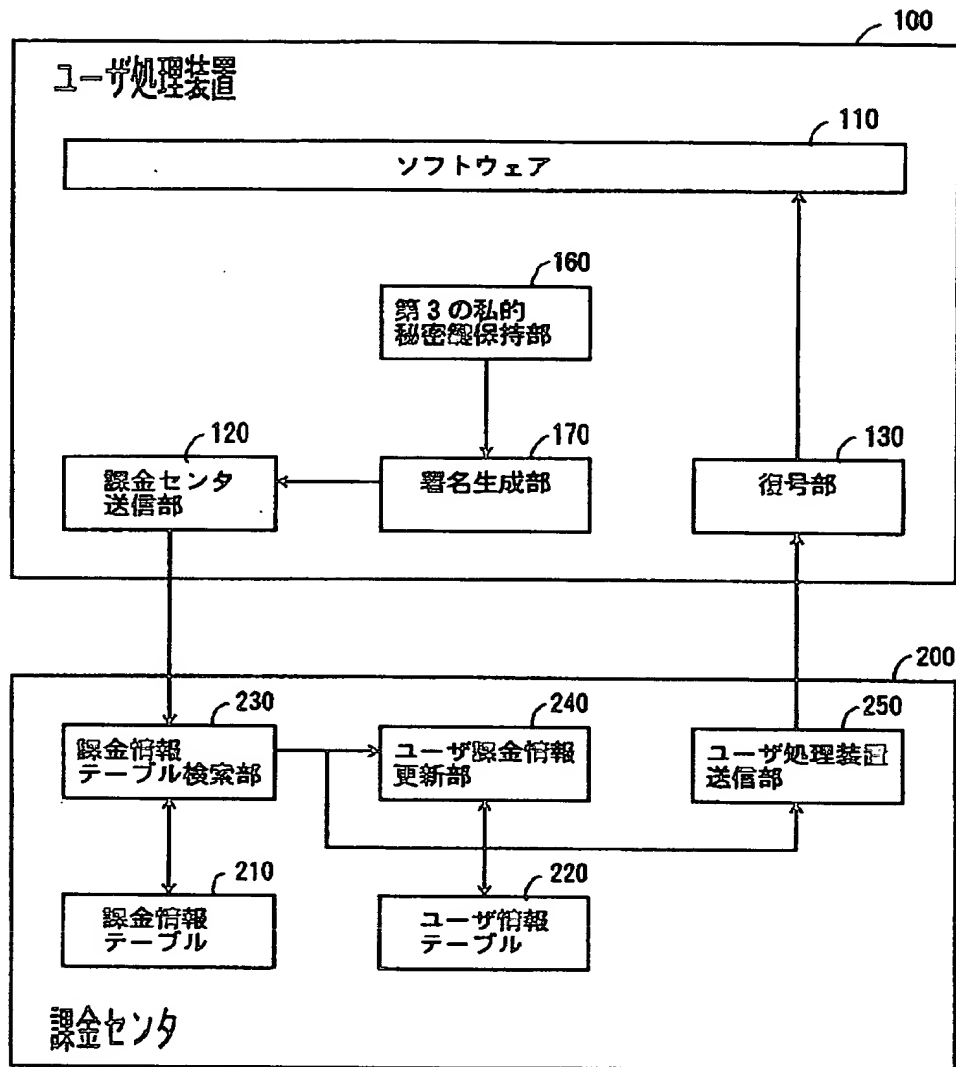 100
ユーザ処理装置
110
ソフトウェア
160
第3の私的
秘密鍵保持部
120
170
130
課金センタ
送信部
署名生成部
復号部
200
230
240
250
課金情報
テーブル検索部
ユーザ課金情報
更新部
ユーザ処理装置
送信部
210
220
課金情報
テーブル
ユーザ情報
テーブル
課金センタ